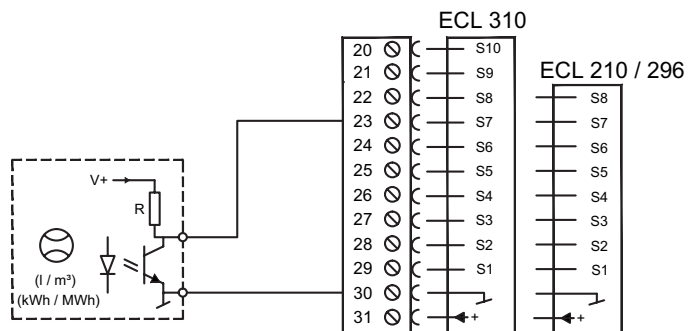 ECL 310
ECL 210 / 296
20 S10
21 S9
22 S8 S8
23 S7 S7
24 S6 S6
25 S5 S5
26 S4 S4
27 S3 S3
28 S2 S2
29 S1 S1
30
31 + +
V+
R
(l / m³)
(kWh / MWh)